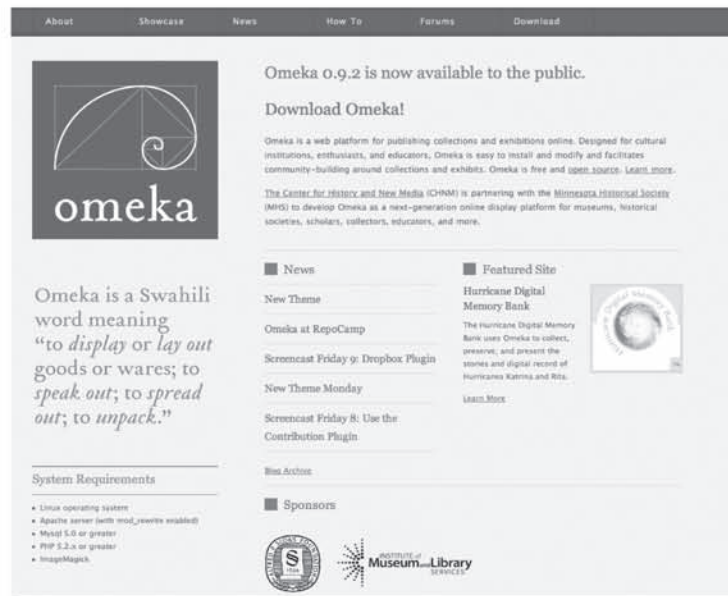 About Showcase News How To Forums Download
omeka
Omeka is a Swahili
word meaning
“to display or lay out
goods or wares; to
speak out; to spread
out; to unpack.”
System Requirements
Linux operating system
Apache server (with mod_rewrite enabled)
Mysql 5.0 or greater
PHP 5.2.x or greater
ImageMagick
Omeka 0.9.2 is now available to the public.
Download Omeka!
Omeka is a web platform for publishing collections and exhibitions online. Designed for cultural
institutions, enthusiasts, and educators, Omeka is easy to install and modify and facilitates
community-building around collections and exhibits. Omeka is free and open source. Learn more.
The Center for History and New Media (CHNM) is partnering with the Minnesota Historical Society
(MHS) to develop Omeka as a next-generation online display platform for museums, historical
societies, scholars, collectors, educators, and more.
News
New Theme
Omeka at RepoCamp
Screencast Friday 9: Dropbox Plugin
New Theme Monday
Screencast Friday 8: Use the
Contribution Plugin
Blog Archive
Featured Site
Hurricane Digital
Memory Bank
The Hurricane Digital Memory
Bank uses Omeka to collect,
preserve, and present the
stories and digital record of
Hurricanes Katrina and Rita.
Learn More
Hurricane Digital Memory Bank
Sponsors
INSTITUTE of
Museum and Library
SERVICES